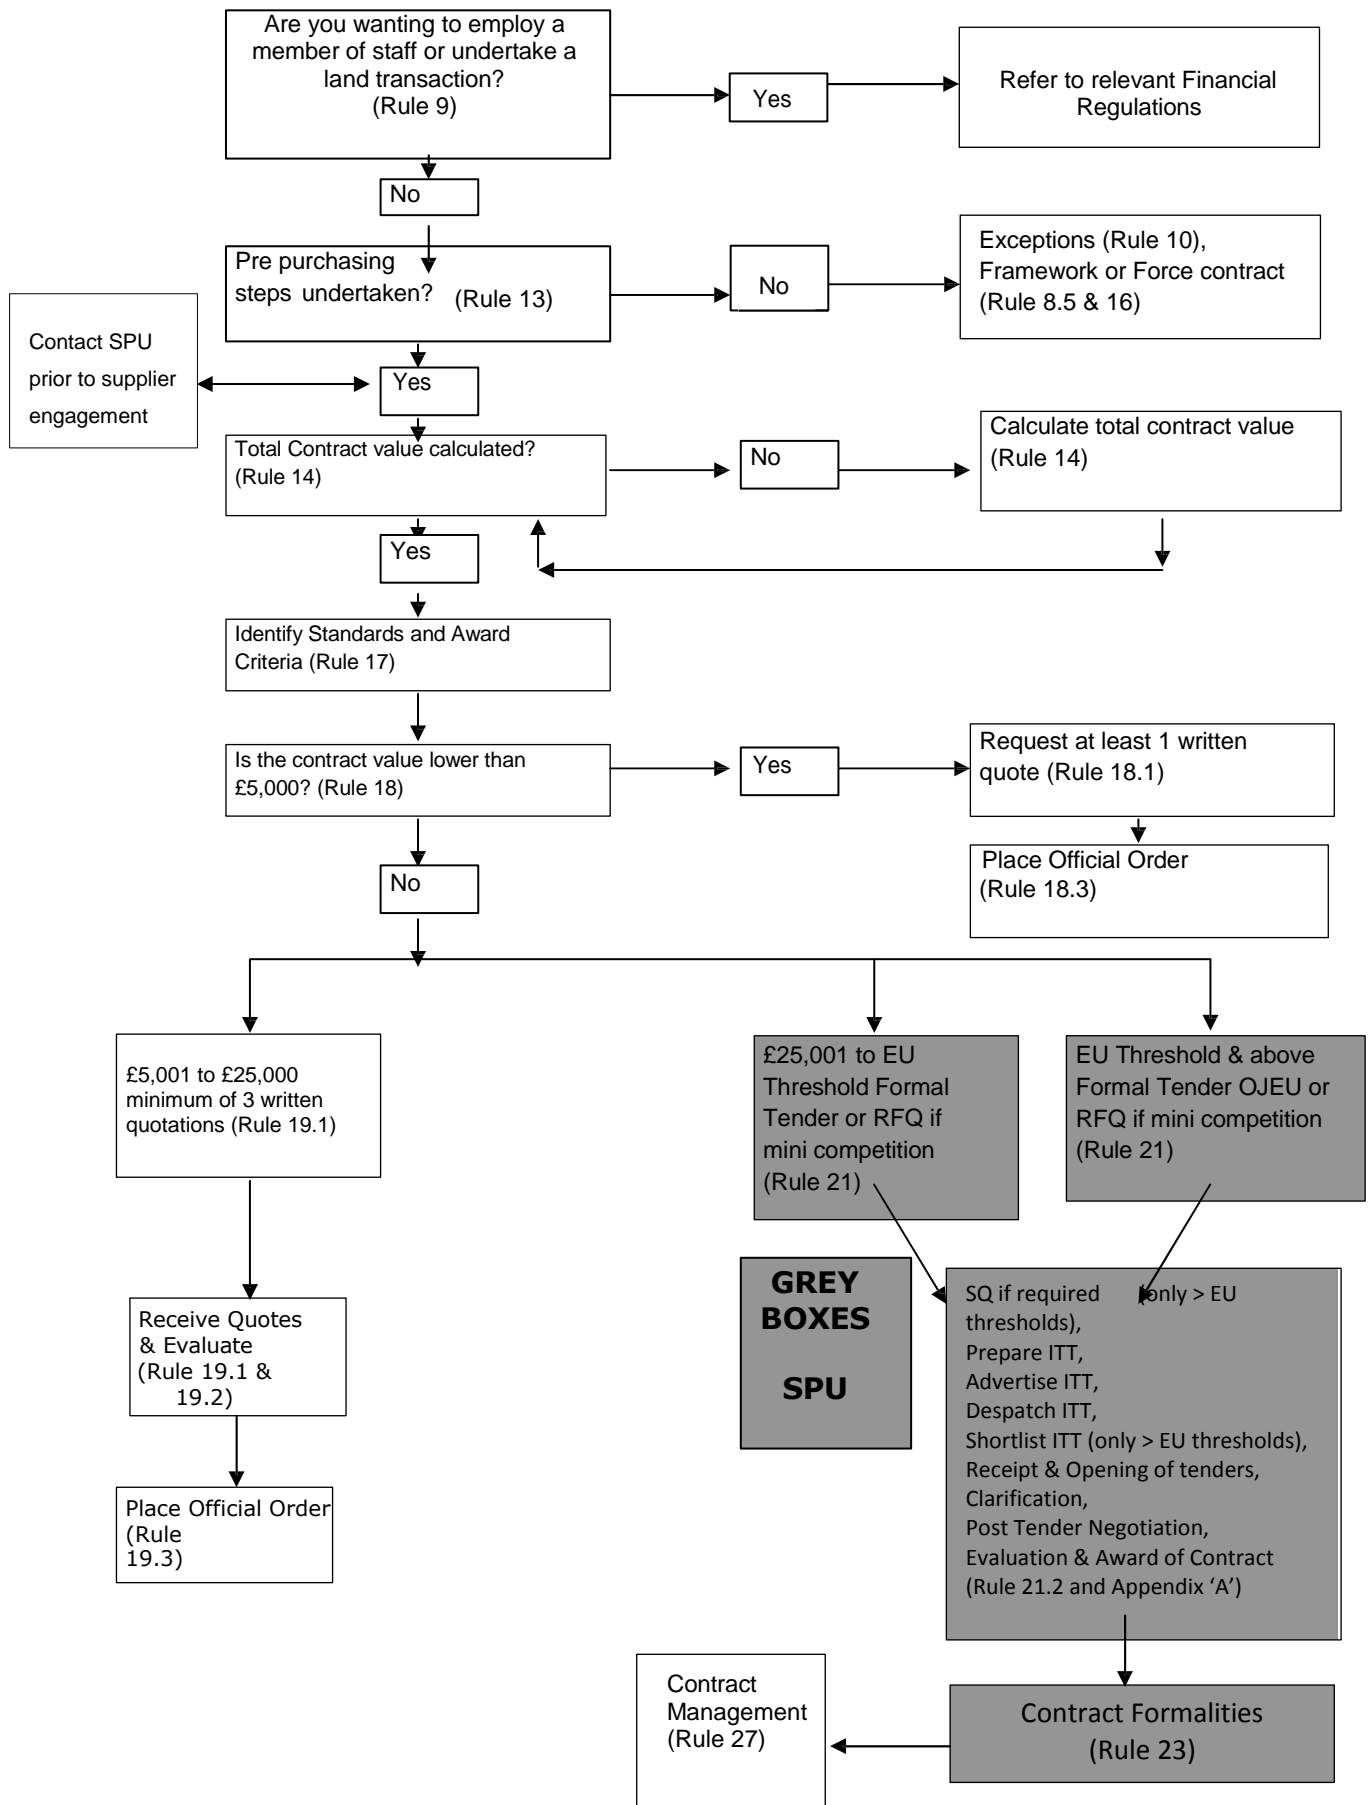 Are you wanting to employ a
member of staff or undertake a
land transaction?
(Rule 9)
Yes
Refer to relevant Financial
Regulations
No
Pre purchasing
steps undertaken? (Rule 13)
No
Exceptions (Rule 10),
Framework or Force contract
(Rule 8.5 & 16)
Contact SPU
prior to supplier
engagement
Yes
Total Contract value calculated?
(Rule 14)
No
Calculate total contract value
(Rule 14)
Yes
Identify Standards and Award
Criteria (Rule 17)
Is the contract value lower than
£5,000? (Rule 18)
Yes
Request at least 1 written
quote (Rule 18.1)
Place Official Order
(Rule 18.3)
No
£5,001 to £25,000
minimum of 3 written
quotations (Rule 19.1)
£25,001 to EU
Threshold Formal
Tender or RFQ if
mini competition
(Rule 21)
EU Threshold & above
Formal Tender OJEU or
RFQ if mini competition
(Rule 21)
Receive Quotes
& Evaluate
(Rule 19.1 &
19.2)
Place Official Order
(Rule
19.3)
GREY
BOXES
SPU
SQ if required (only > EU
thresholds),
Prepare ITT,
Advertise ITT,
Despatch ITT,
Shortlist ITT (only > EU thresholds),
Receipt & Opening of tenders,
Clarification,
Post Tender Negotiation,
Evaluation & Award of Contract
(Rule 21.2 and Appendix ‘A’)
Contract
Management
(Rule 27)
Contract Formalities
(Rule 23)